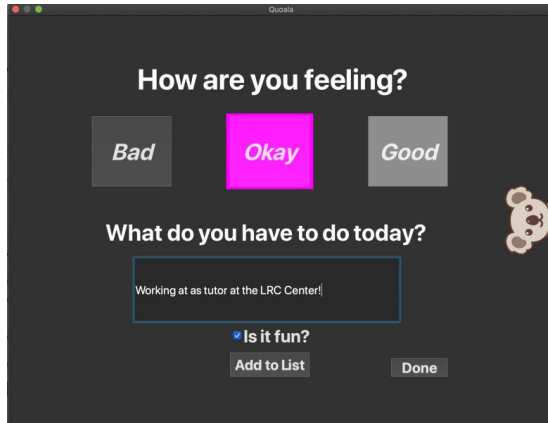 Quoala
How are you feeling?
Bad Okay Good
What do you have to do today?
Working at as tutor at the LRC Center!
Is it fun?
Add to List Done